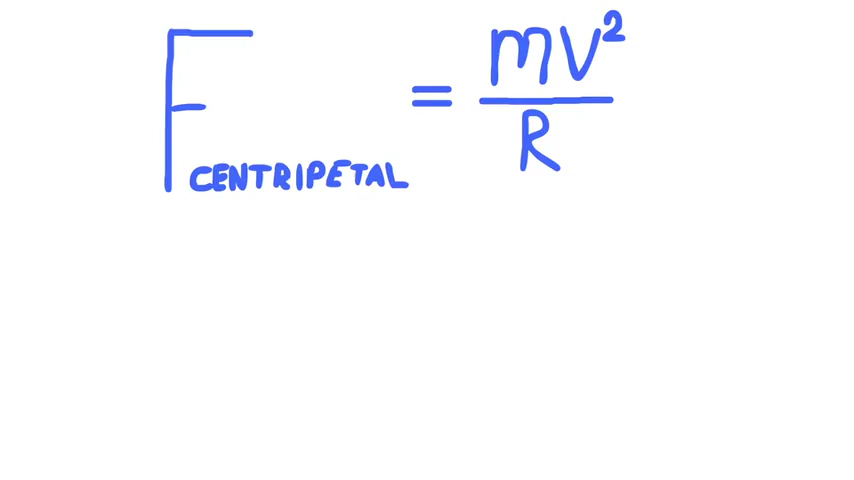 F_CENTRIPETAL = mV²/R